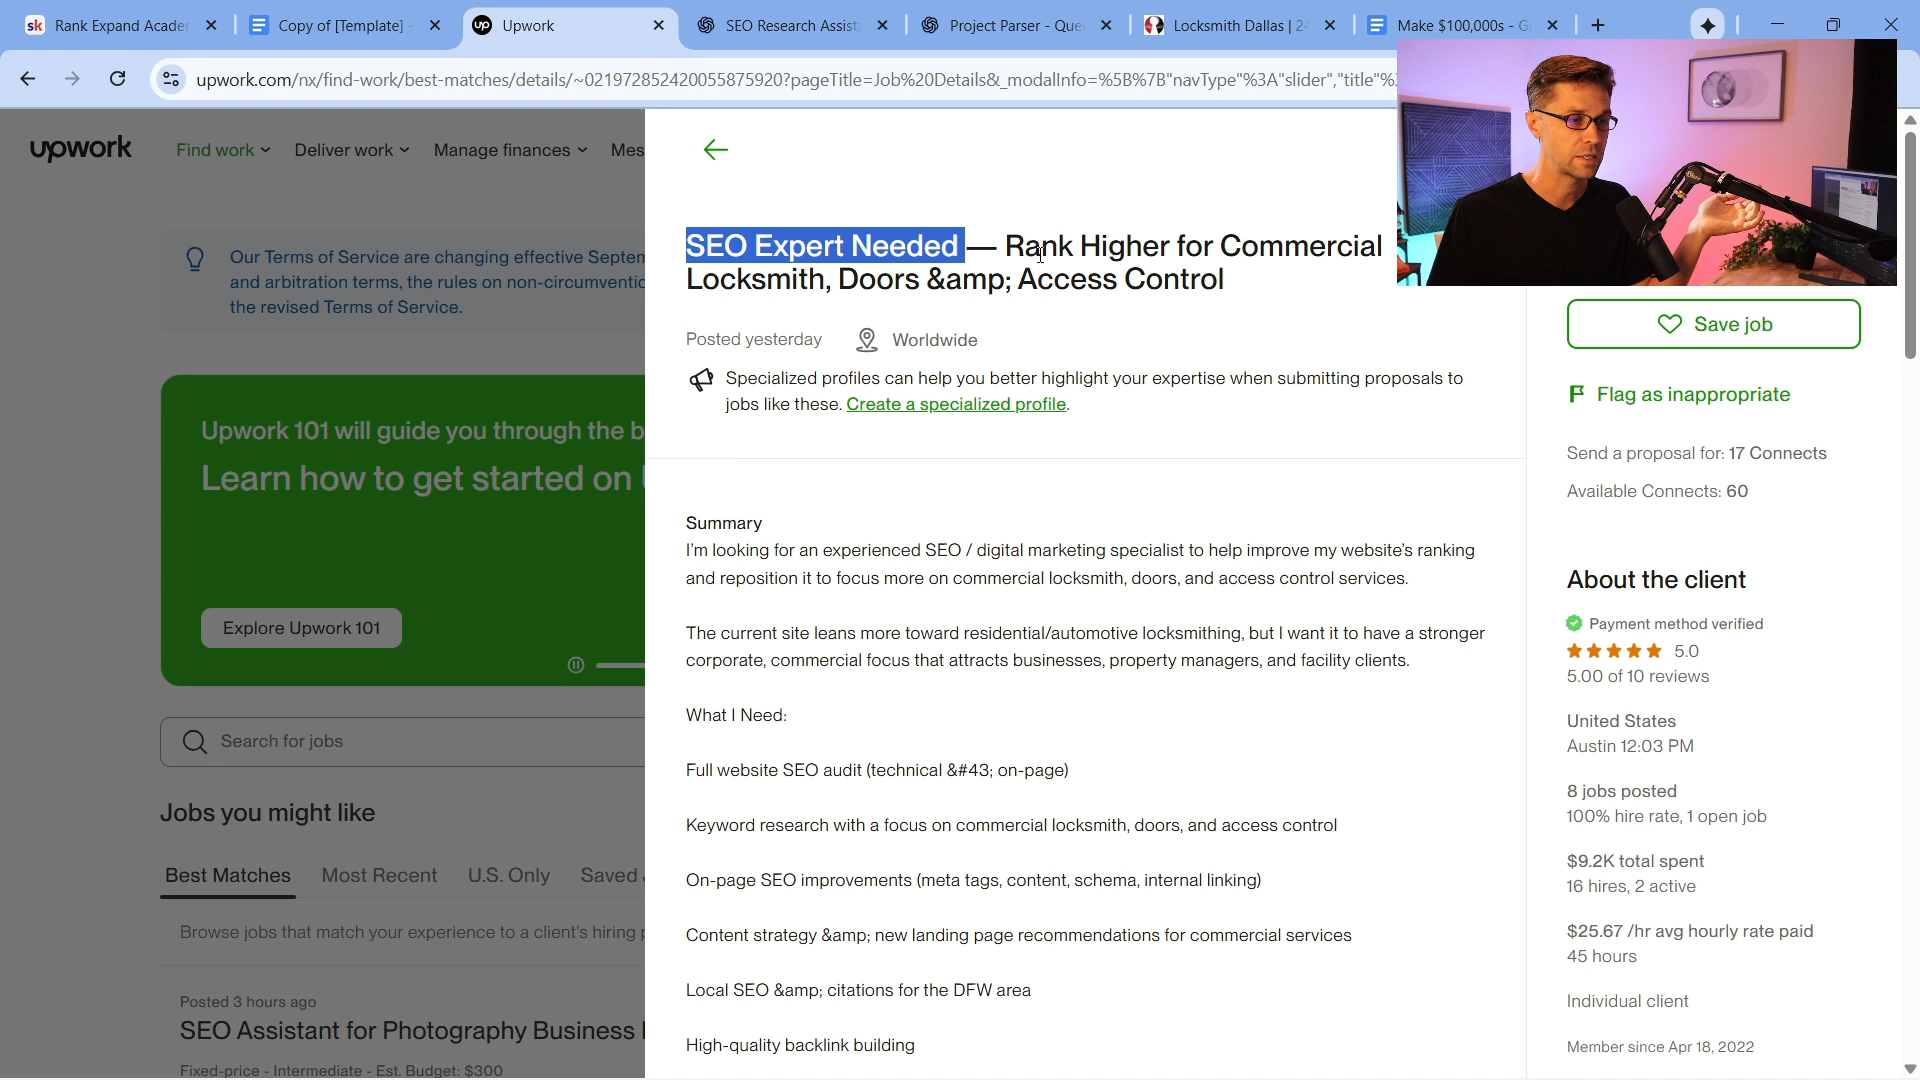 Rank Expand Acade
Copy of [Template] -
Upwork
SEO Research Assist
Project Parser - Que
Locksmith Dallas | 24
Make $100,000s - G
upwork.com/nx/find-work/best-matches/details/~021972852420055875920?pageTitle=Job%20Details&_modalInfo=%5B%7B"navType"%3A"slider","title"%3
upwork
Find work
Deliver work
Manage finances
Mes
Our Terms of Service are changing effective Septem
and arbitration terms, the rules on non-circumventic
the revised Terms of Service.
Upwork 101 will guide you through the b
Learn how to get started on
Explore Upwork 101
Search for jobs
Jobs you might like
Best Matches
Most Recent
U.S. Only
Saved
Browse jobs that match your experience to a client's hiring
Posted 3 hours ago
SEO Assistant for Photography Business
Fixed-price - Intermediate - Est. Budget: $300
SEO Expert Needed — Rank Higher for Commercial
Locksmith, Doors &amp; Access Control
Posted yesterday
Worldwide
Specialized profiles can help you better highlight your expertise when submitting proposals to
jobs like these. Create a specialized profile.
Summary
I'm looking for an experienced SEO / digital marketing specialist to help improve my website's ranking
and reposition it to focus more on commercial locksmith, doors, and access control services.
The current site leans more toward residential/automotive locksmithing, but I want it to have a stronger
corporate, commercial focus that attracts businesses, property managers, and facility clients.
What I Need:
Full website SEO audit (technical &#43; on-page)
Keyword research with a focus on commercial locksmith, doors, and access control
On-page SEO improvements (meta tags, content, schema, internal linking)
Content strategy &amp; new landing page recommendations for commercial services
Local SEO &amp; citations for the DFW area
High-quality backlink building
Save job
Flag as inappropriate
Send a proposal for: 17 Connects
Available Connects: 60
About the client
Payment method verified
5.0
5.00 of 10 reviews
United States
Austin 12:03 PM
8 jobs posted
100% hire rate, 1 open job
$9.2K total spent
16 hires, 2 active
$25.67 /hr avg hourly rate paid
45 hours
Individual client
Member since Apr 18, 2022